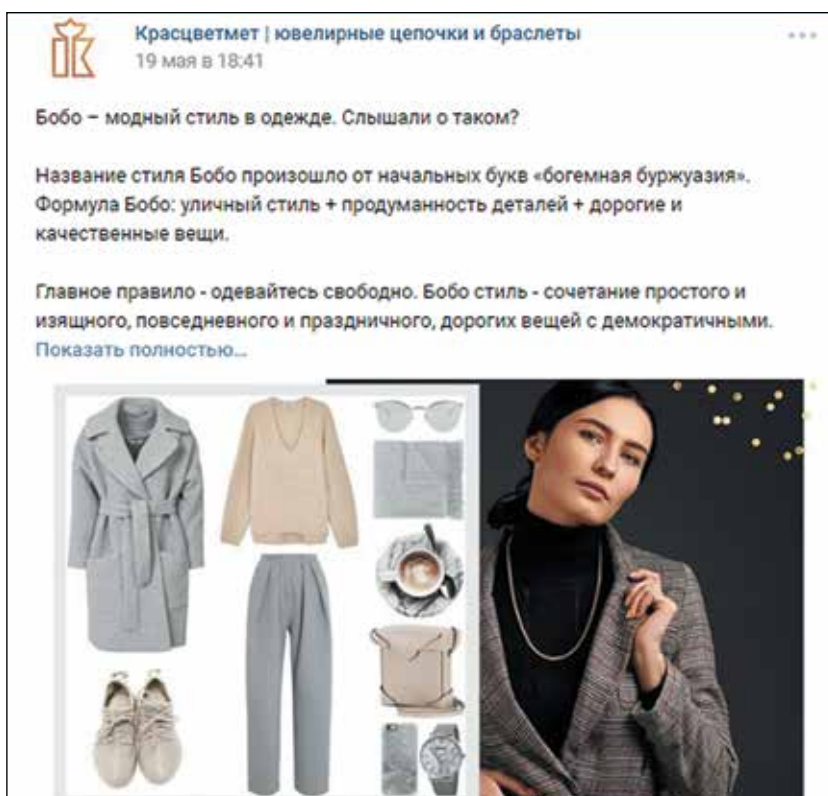 Красцветмет | ювелирные цепочки и браслеты
19 мая в 18:41
Бобо – модный стиль в одежде. Слышали о таком?
Название стиля Бобо произошло от начальных букв «богемная буржуазия».
Формула Бобо: уличный стиль + продуманность деталей + дорогие и
качественные вещи.
Главное правило - одевайтесь свободно. Бобо стиль - сочетание простого и
изящного, повседневного и праздничного, дорогих вещей с демократичными.
Показать полностью...